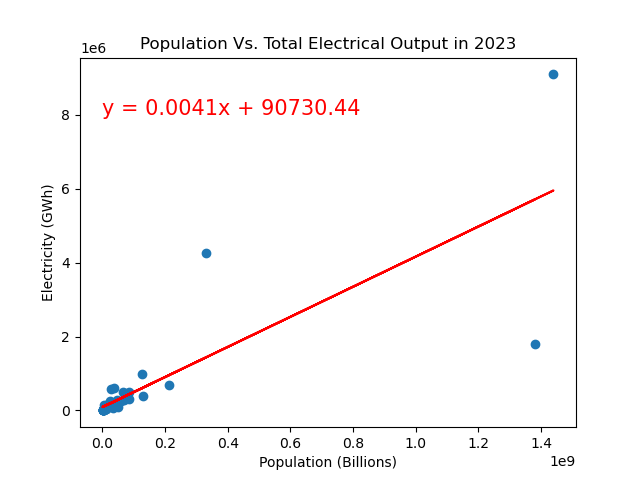 Population Vs. Total Electrical Output in 2023
1e6
y = 0.0041x + 90730.44
8
6
4
2
0
Electricity (GWh)
0.0 0.2 0.4 0.6 0.8 1.0 1.2 1.4
1e9
Population (Billions)